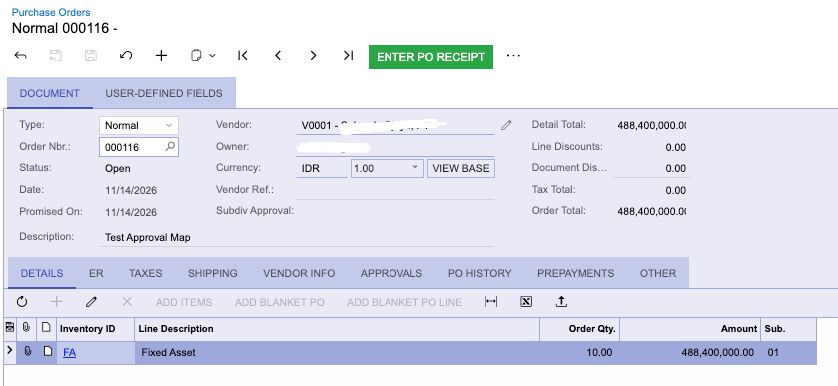 Purchase Orders
Normal 000116 -
ENTER PO RECEIPT
DOCUMENT USER-DEFINED FIELDS
Type: Normal Vendor: V0001 - Detail Total: 488,400,000.00
Order Nbr.: 000116 Owner: Line Discounts: 0.00
Status: Open Currency: IDR 1.00 VIEW BASE Document Dis... 0.00
Date: 11/14/2026 Vendor Ref.: Tax Total: 0.00
Promised On: 11/14/2026 Subdiv Approval: Order Total: 488,400,000.00
Description: Test Approval Map
DETAILS ER TAXES SHIPPING VENDOR INFO APPROVALS PO HISTORY PREPAYMENTS OTHER
ADD ITEMS ADD BLANKET PO ADD BLANKET PO LINE
Inventory ID Line Description Order Qty. Amount Sub.
FA Fixed Asset 10.00 488,400,000.00 01